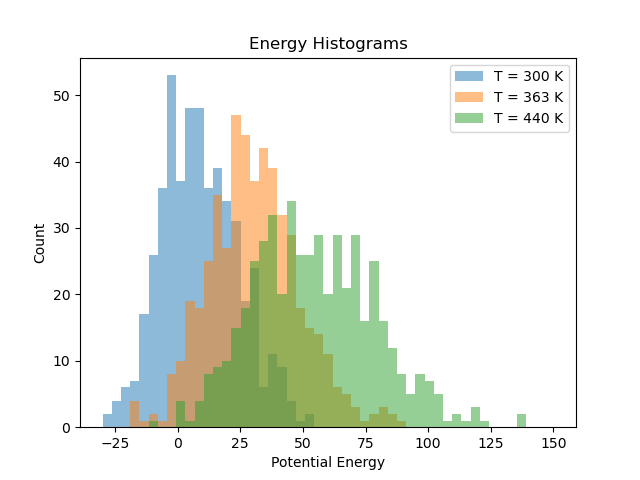 Energy Histograms
T = 300 K
T = 363 K
T = 440 K
50
40
30
20
10
0
Count
−25
0
25
50
75
100
125
150
Potential Energy